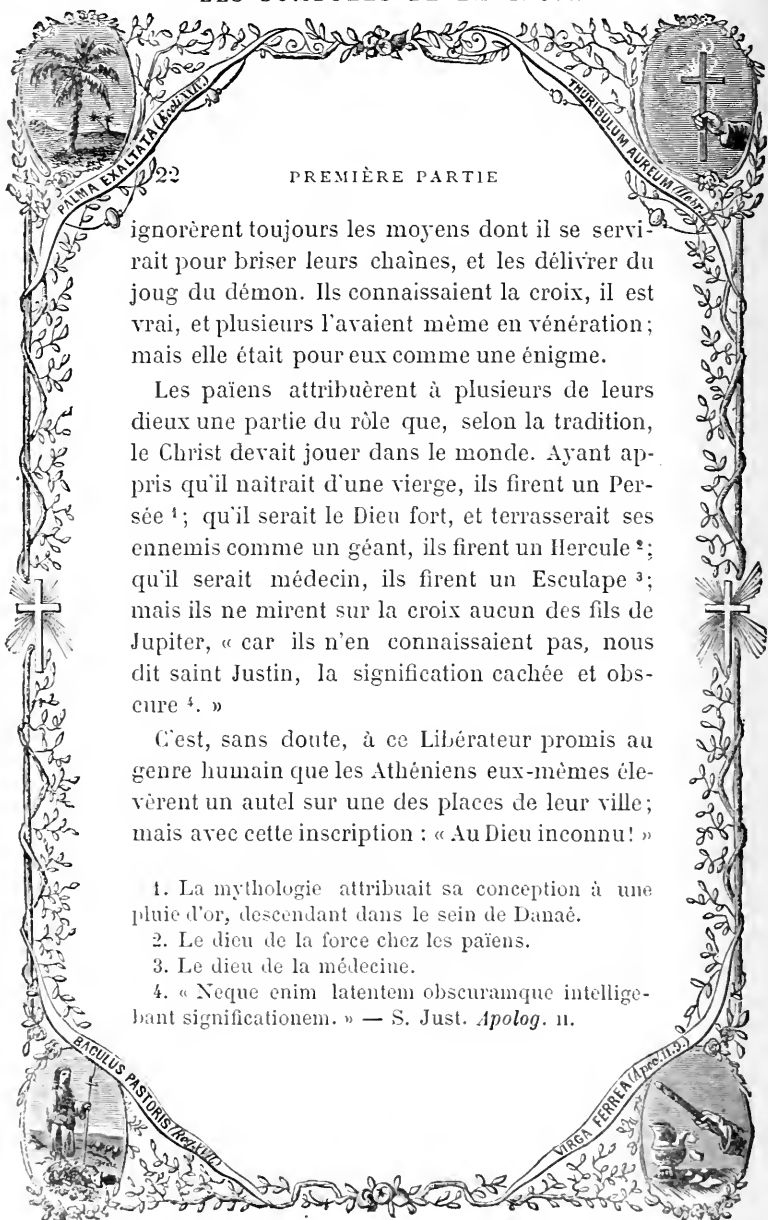 PALMA EXALTATA
THURIBULUM AUREUM
22 PREMIÈRE PARTIE
ignorèrent toujours les moyens dont il se servi-
rait pour briser leurs chaînes, et les délivrer du
joug du démon. Ils connaissaient la croix, il est
vrai, et plusieurs l'avaient même en vénération;
mais elle était pour eux comme une énigme.
Les païens attribuèrent à plusieurs de leurs
dieux une partie du rôle que, selon la tradition,
le Christ devait jouer dans le monde. Ayant ap-
pris qu'il naîtrait d'une vierge, ils firent un Per-
sée 1; qu'il serait le Dieu fort, et terrasserait ses
ennemis comme un géant, ils firent un Hercule 2;
qu'il serait médecin, ils firent un Esculape 3;
mais ils ne mirent sur la croix aucun des fils de
Jupiter, « car ils n'en connaissaient pas, nous
dit saint Justin, la signification cachée et obs-
cure 4. »
C'est, sans doute, à ce Libérateur promis au
genre humain que les Athéniens eux-mêmes éle-
vèrent un autel sur une des places de leur ville;
mais avec cette inscription : « Au Dieu inconnu! »
1. La mythologie attribuait sa conception à une
pluie d'or, descendant dans le sein de Danaé.
2. Le dieu de la force chez les païens.
3. Le dieu de la médecine.
4. « Neque enim latentem obscuramque intellige-
bant significationem. » — S. Just. Apolog. II.
BACULUS PASTORIS
VIRGA FERREA (Apoc. II.)